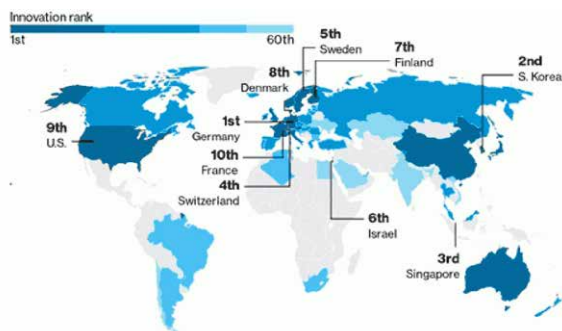 Innovation rank
1st
60th
5th
Sweden
7th
Finland
8th
Denmark
2nd
S. Korea
9th
U.S.
1st
Germany
10th
France
4th
Switzerland
6th
Israel
3rd
Singapore